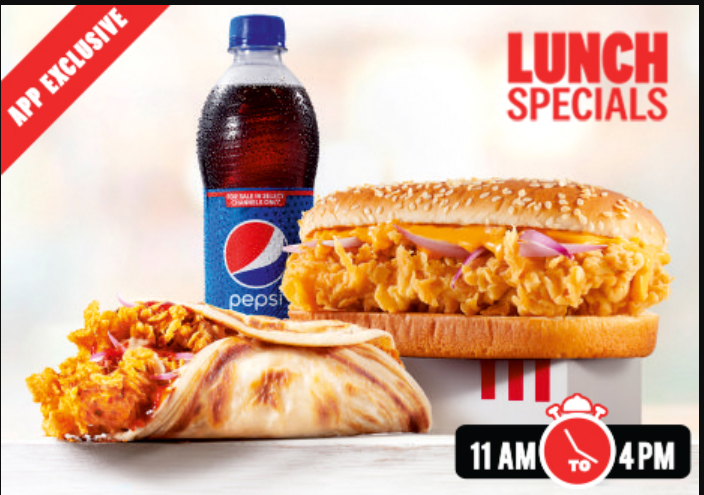 APP EXCLUSIVE
LUNCH
SPECIALS
FOR SALE IN SELECT
CHANNELS ONLY.
pepsi
11 AM TO 4 PM